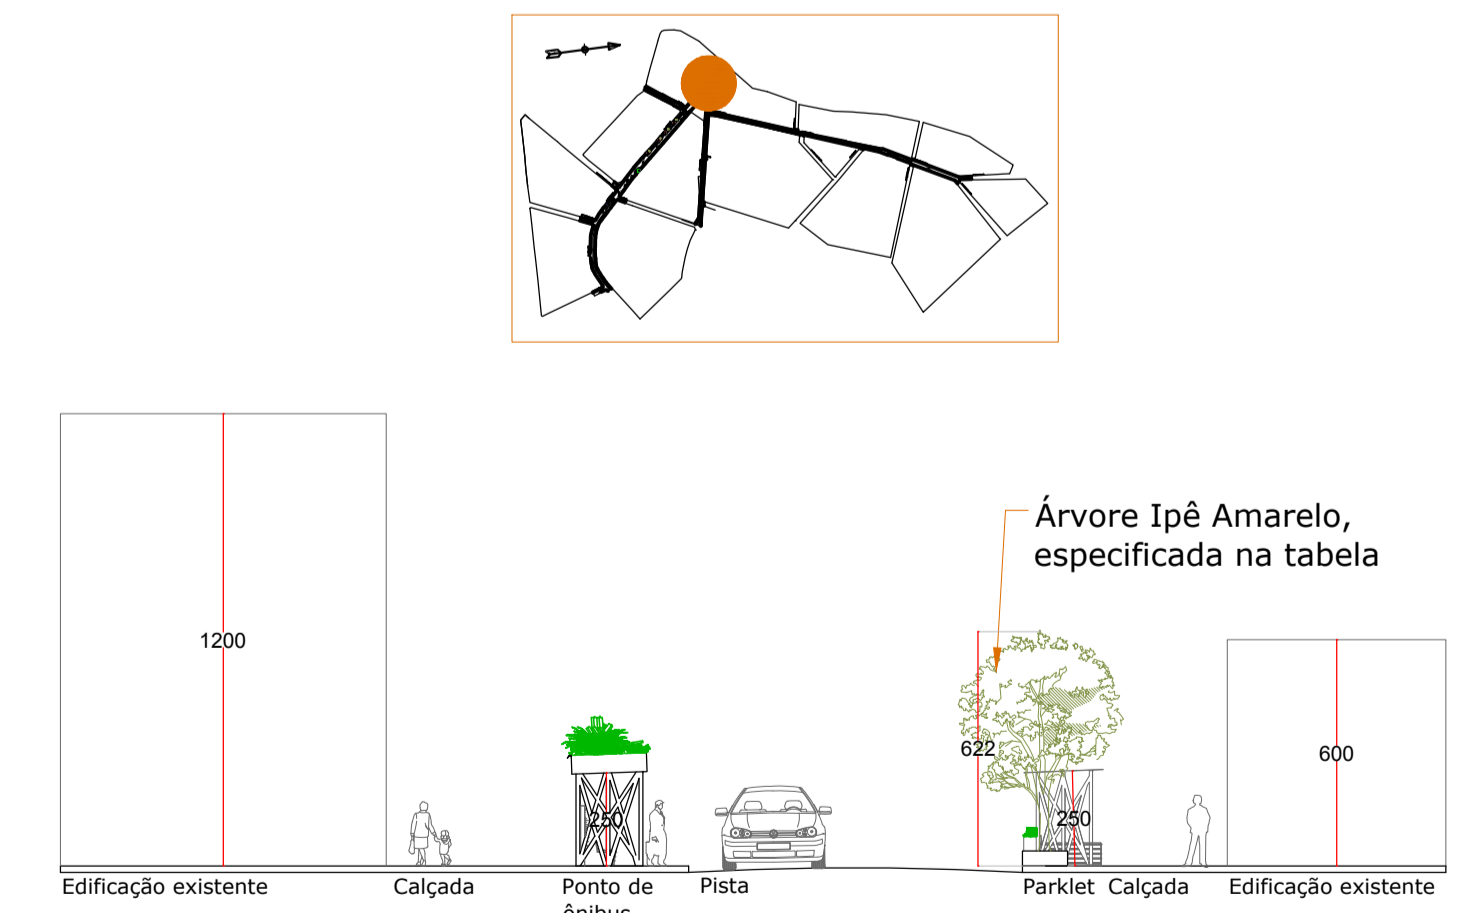 Árvore Ipê Amarelo,
especificada na tabela
1200
622
600
250
250
Edificação existente
Calçada
Ponto de
ênibus
Pista
Parklet
Calçada
Edificação existente